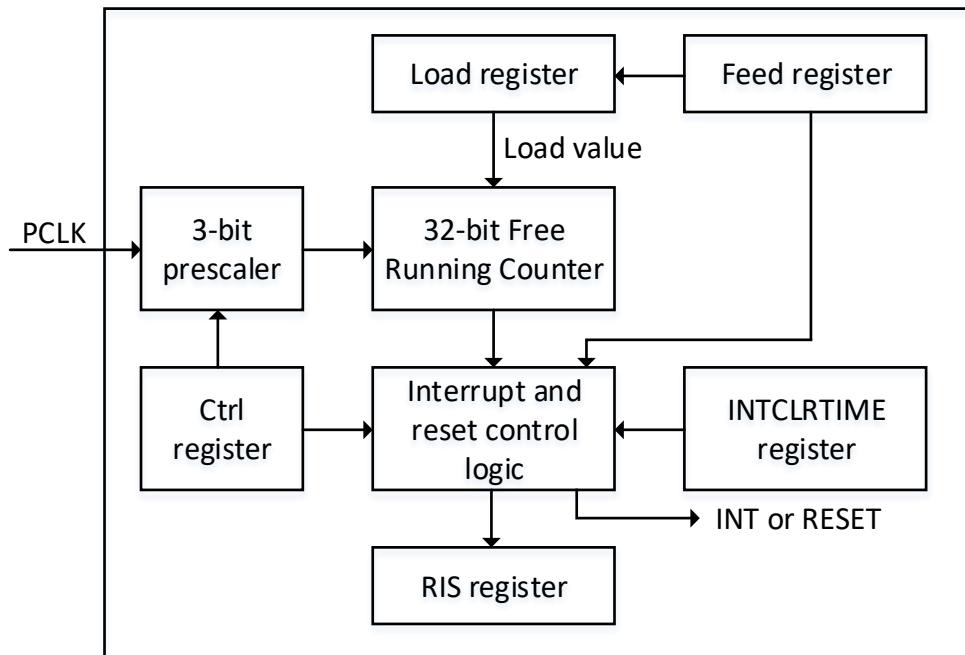 Load register
Feed register
Load value
PCLK
3-bit
prescaler
32-bit Free
Running Counter
Ctrl
register
Interrupt and
reset control
logic
INTCLRTIME
register
INT or RESET
RIS register